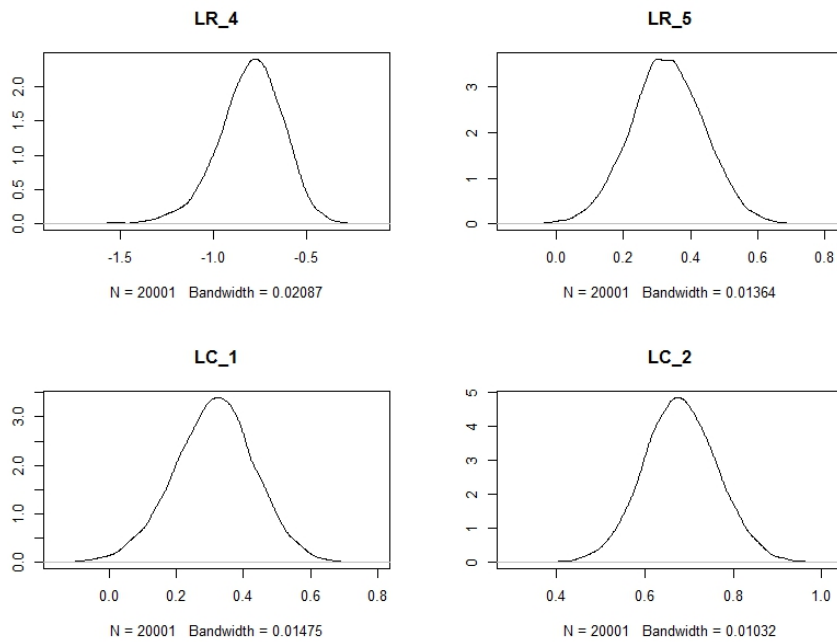 LR_4
2.0
1.5
1.0
0.5
0.0
-1.5 -1.0 -0.5
N = 20001 Bandwidth = 0.02087
LR_5
3
2
1
0
0.0 0.2 0.4 0.6 0.8
N = 20001 Bandwidth = 0.01364
LC_1
3.0
2.0
1.0
0.0
0.0 0.2 0.4 0.6 0.8
N = 20001 Bandwidth = 0.01475
LC_2
5
4
3
2
1
0
0.4 0.6 0.8 1.0
N = 20001 Bandwidth = 0.01032